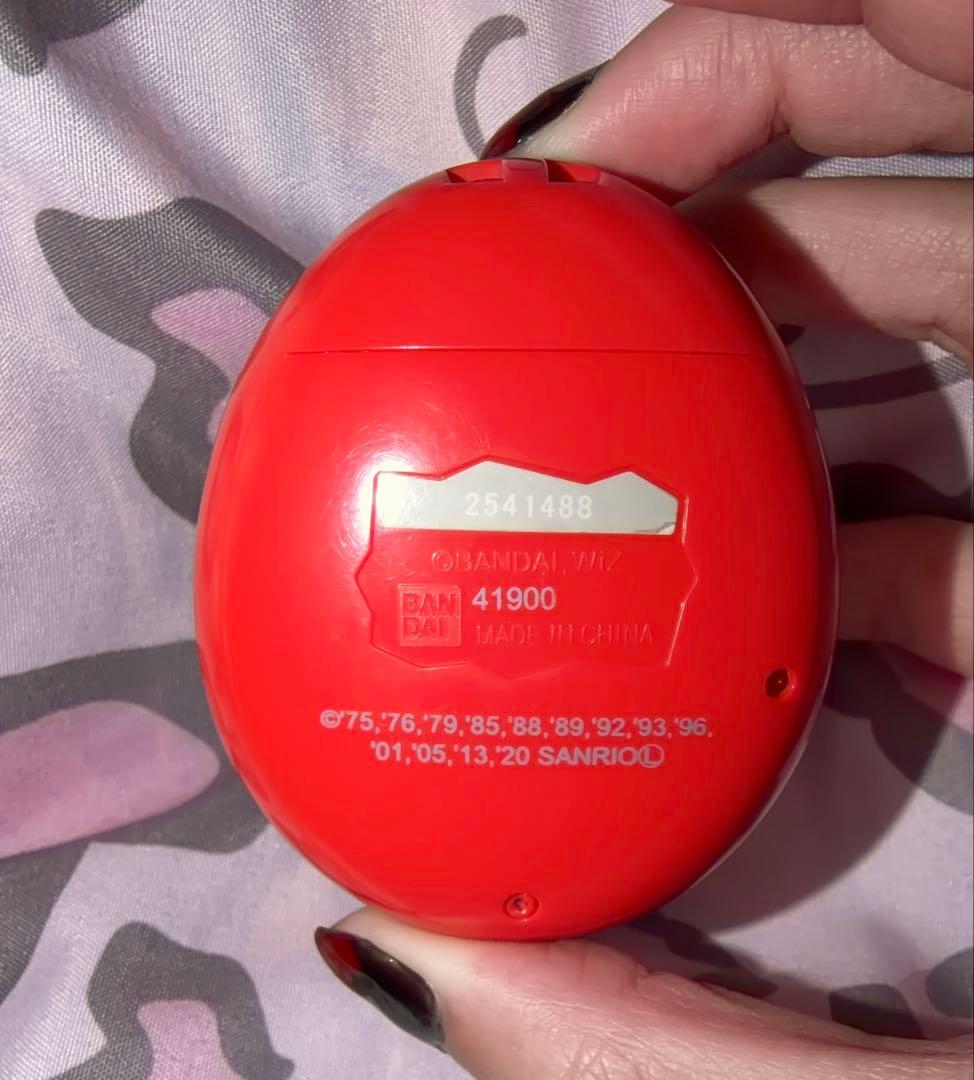 2541488
©BANDAI, WiZ
BAN
DAI
41900
MADE IN CHINA
©'75,'76,'79,'85,'88,'89,'92,'93,'96,
'01,'05,'13,'20 SANRIOⓁ